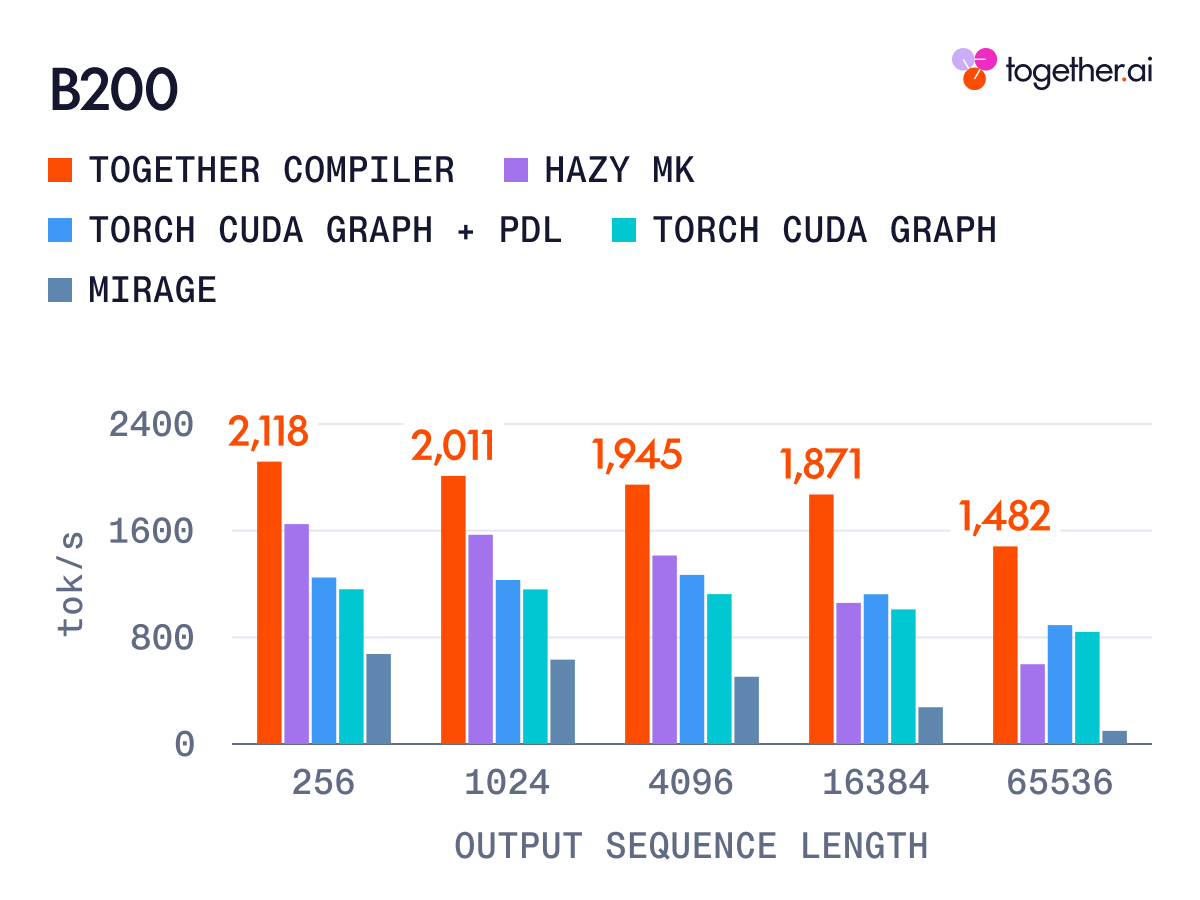 together.ai
B200
TOGETHER COMPILER HAZY MK
TORCH CUDA GRAPH + PDL TORCH CUDA GRAPH
MIRAGE
2400
2,118
2,011
1,945
1,871
1,482
1600
800
0
tok/s
256 1024 4096 16384 65536
OUTPUT SEQUENCE LENGTH